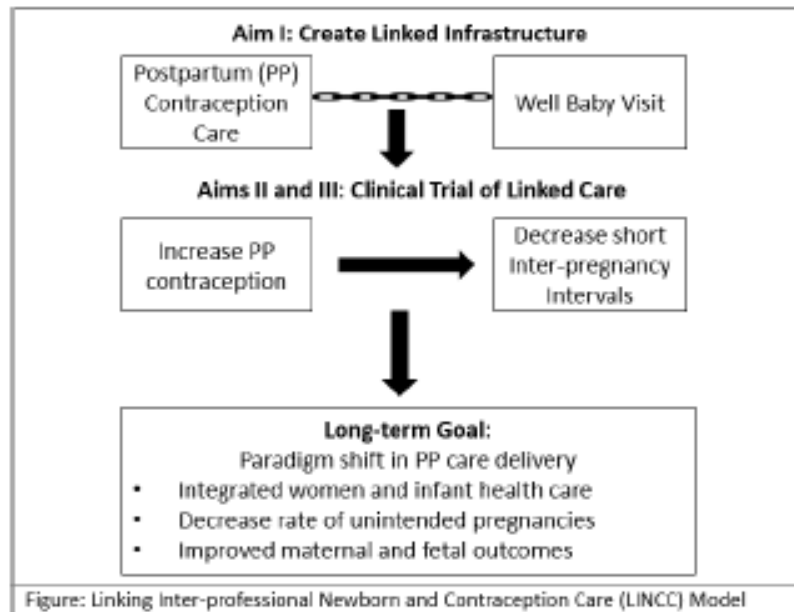 Aim I: Create Linked Infrastructure
Postpartum (PP)
Contraception
Care
Well Baby Visit
Aims II and III: Clinical Trial of Linked Care
Increase PP
contraception
Decrease short
Inter-pregnancy
Intervals
Long-term Goal:
Paradigm shift in PP care delivery
• Integrated women and infant health care
• Decrease rate of unintended pregnancies
• Improved maternal and fetal outcomes
Figure: Linking Inter-professional Newborn and Contraception Care (LINCC) Model